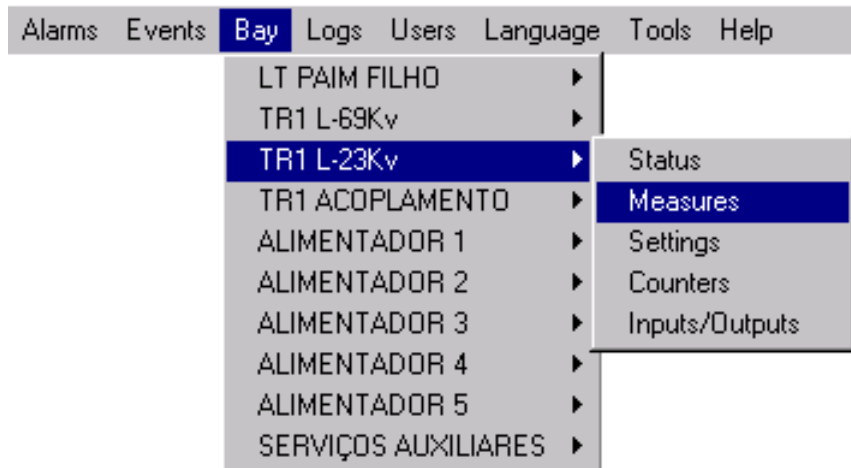 Alarms Events Bay Logs Users Language Tools Help
LT PAIM FILHO
TR1 L-69Kv
TR1 L-23Kv
TR1 ACOPLAMENTO
ALIMENTADOR 1
ALIMENTADOR 2
ALIMENTADOR 3
ALIMENTADOR 4
ALIMENTADOR 5
SERVIÇOS AUXILIARES
Status
Measures
Settings
Counters
Inputs/Outputs